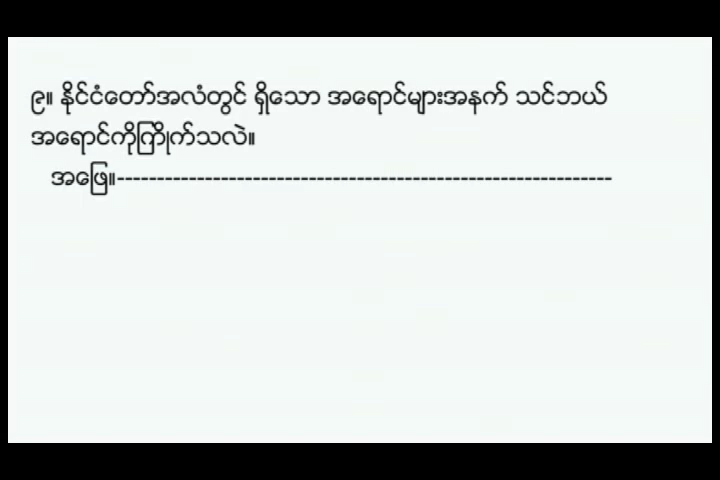 ၉။ နိုင်ငံတော်အလံတွင် ရှိသော အရောင်များအနက် သင်ဘယ်
အရောင်ကိုကြိုက်သလဲ။
အဖြေ။--------------------------------------------------------------